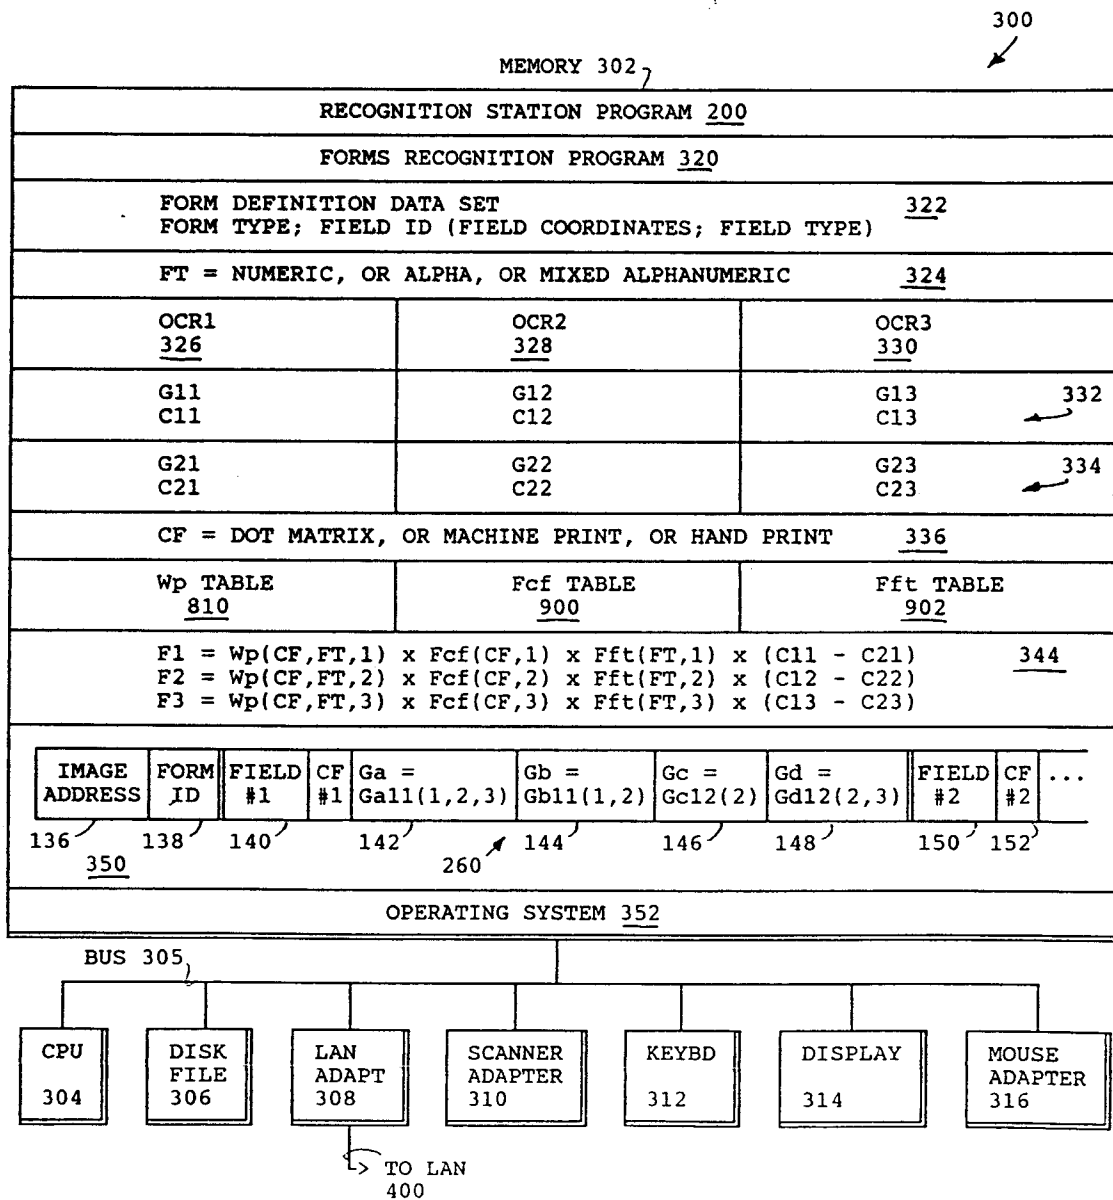 300
MEMORY 302
RECOGNITION STATION PROGRAM 200
FORMS RECOGNITION PROGRAM 320
FORM DEFINITION DATA SET 322
FORM TYPE; FIELD ID (FIELD COORDINATES; FIELD TYPE)
FT = NUMERIC, OR ALPHA, OR MIXED ALPHANUMERIC 324
OCR1 OCR2 OCR3
326 328 330
G11 G12 G13 332
C11 C12 C13
G21 G22 G23 334
C21 C22 C23
CF = DOT MATRIX, OR MACHINE PRINT, OR HAND PRINT 336
Wp TABLE Fcf TABLE Fft TABLE
810 900 902
F1 = Wp(CF,FT,1) x Fcf(CF,1) x Fft(FT,1) x (C11 - C21) 344
F2 = Wp(CF,FT,2) x Fcf(CF,2) x Fft(FT,2) x (C12 - C22)
F3 = Wp(CF,FT,3) x Fcf(CF,3) x Fft(FT,3) x (C13 - C23)
IMAGE FORM FIELD CF Ga = Gb = Gc = Gd = FIELD CF ...
ADDRESS ID #1 #1 Ga11(1,2,3) Gb11(1,2) Gc12(2) Gd12(2,3) #2 #2
136 138 140 142 144 146 148 150 152
350 260
OPERATING SYSTEM 352
BUS 305
CPU DISK LAN SCANNER KEYBD DISPLAY MOUSE
FILE ADAPT ADAPTER ADAPTER
304 306 308 310 312 314 316
TO LAN
400